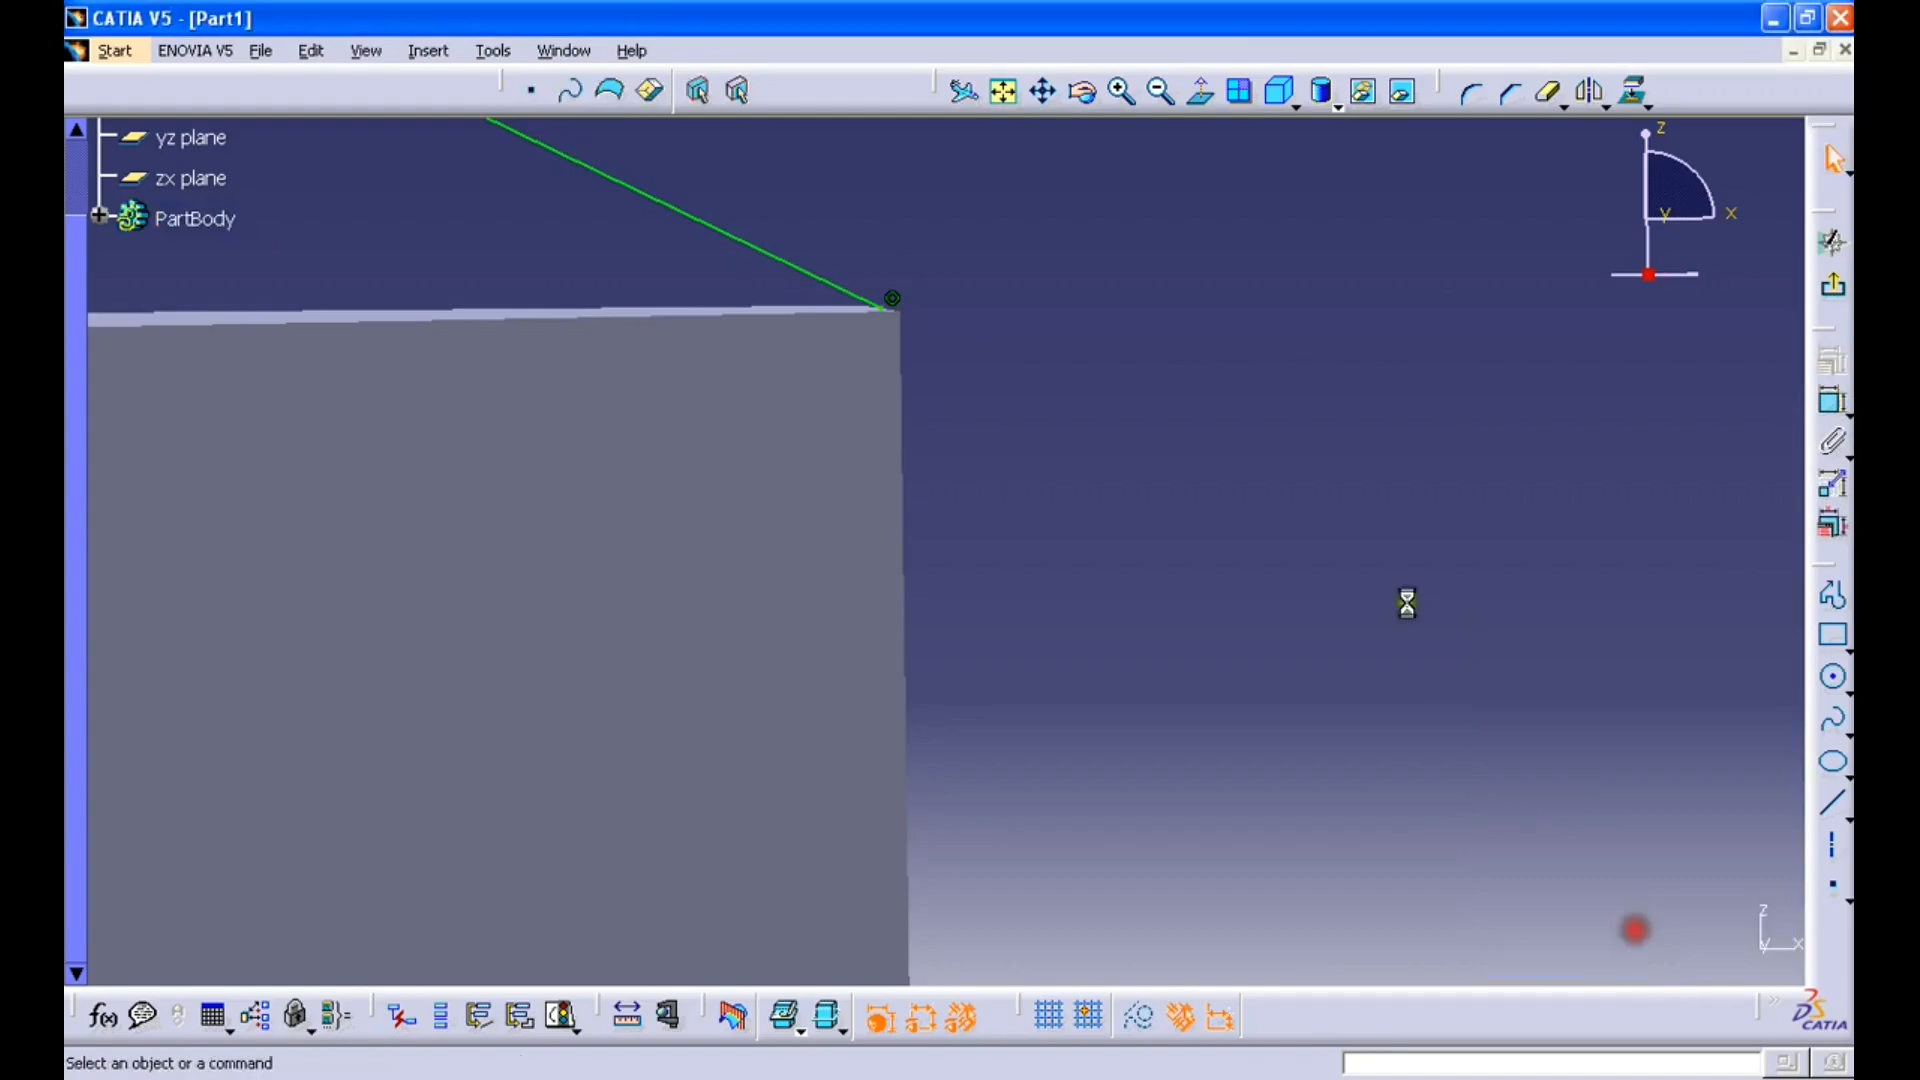 CATIA V5 - [Part1]
Start ENOVIA V5 File Edit View Insert Tools Window Help
yz plane
zx plane
PartBody
z
y
x
z
y
x
f(x)
DS
CATIA
Select an object or a command